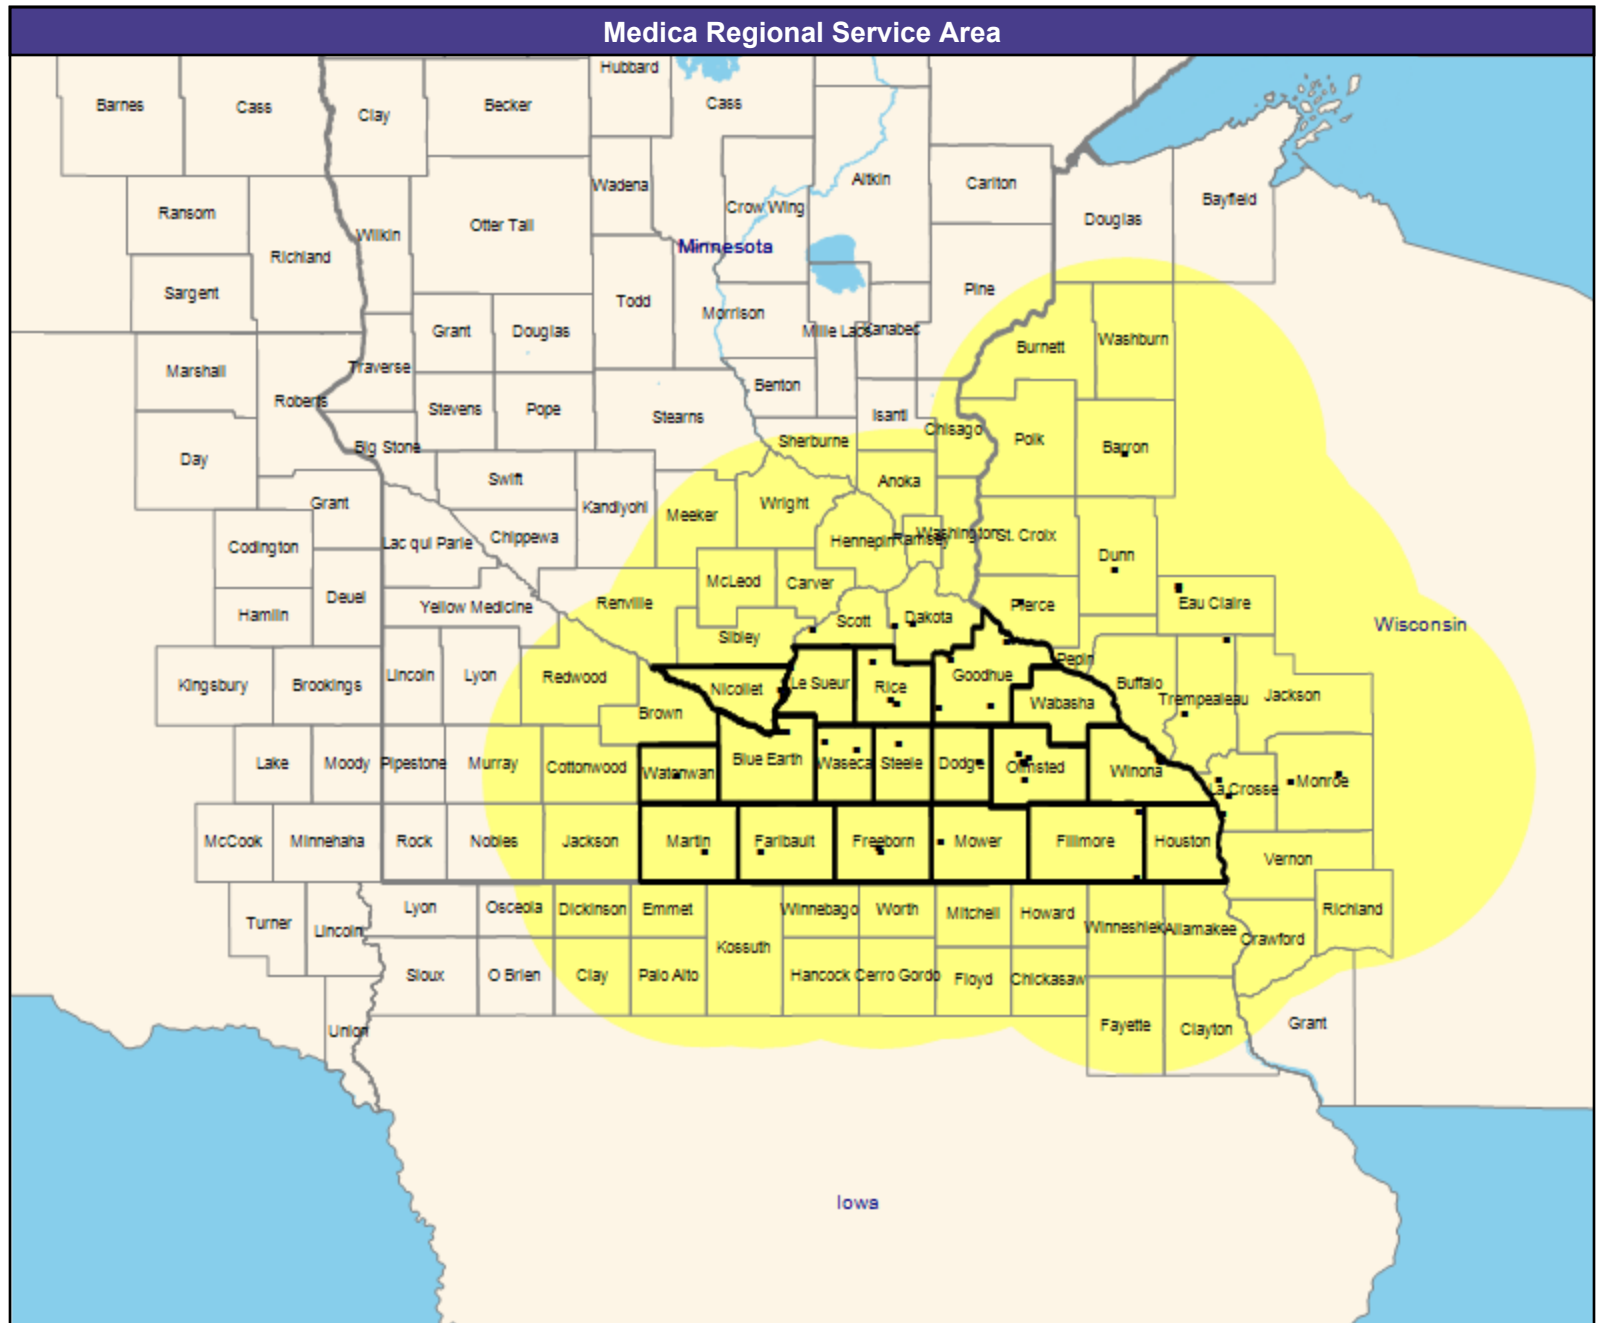 Medica Regional Service Area
Hubbard
Barnes Cass Clay Becker Cass
Wadena Aitkin Carlton
Ransom Crow Wing Bayfield
Otter Tail Douglas
Wilkin Minnesota
Richland
Sargent Todd Pine
Morrison
Grant Douglas Mille Lacs Kanabec Burnett Washburn
Marshall Traverse
Roberts Stevens Pope Benton
Stearns Isanti
Big Stone Sherburne Chisago Polk Barron
Day
Swift Anoka
Grant Kandiyohi Meeker Wright
Codington Lac qui Parle Chippewa Hennepin Ramsey Washington St. Croix
Dunn
McLeod Carver
Hamlin Deuel Yellow Medicine Renville Pierce Eau Claire
Scott Dakota Wisconsin
Sibley
Pepin
Kingsbury Brookings Lincoln Lyon Redwood Nicollet Le Sueur Rice Goodhue Buffalo
Wabasha Trempealeau Jackson
Brown
Lake Moody Pipestone Murray Cottonwood Watonwan Blue Earth Waseca Steele Dodge Olmsted Winona
La Crosse Monroe
McCook Minnehaha Rock Nobles Jackson Martin Faribault Freeborn Mower Fillmore Houston
Vernon
Lyon Osceola Dickinson Emmet Winnebago Worth Mitchell Howard Richland
Turner Lincoln Winneshiek Allamakee Crawford
Kossuth
Sioux O Brien Clay Palo Alto Hancock Cerro Gordo Floyd Chickasaw
Union Fayette Clayton Grant
Iowa